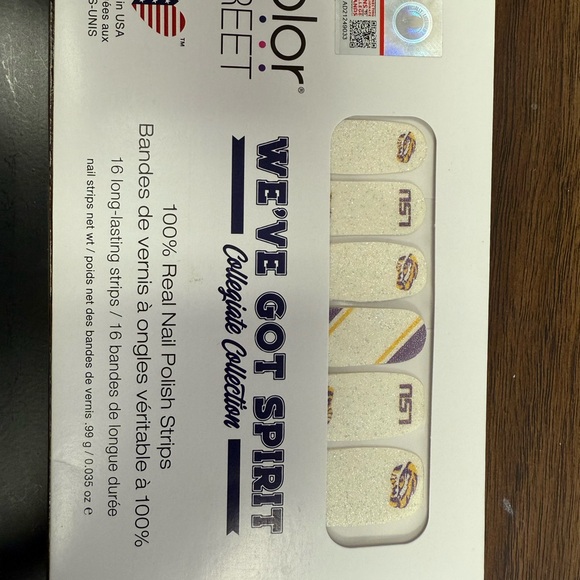 olor®
REET
in USA
ées aux
S-UNIS
™
AD21249033
WE'VE GOT SPIRIT
Collegiate Collection
LSU
LSU
100% Real Nail Polish Strips
Bandes de vernis à ongles véritable à 100%
16 long-lasting strips / 16 bandes de longue durée
nail strips net wt / poids net des bandes de vernis .99 g / 0.035 oz e